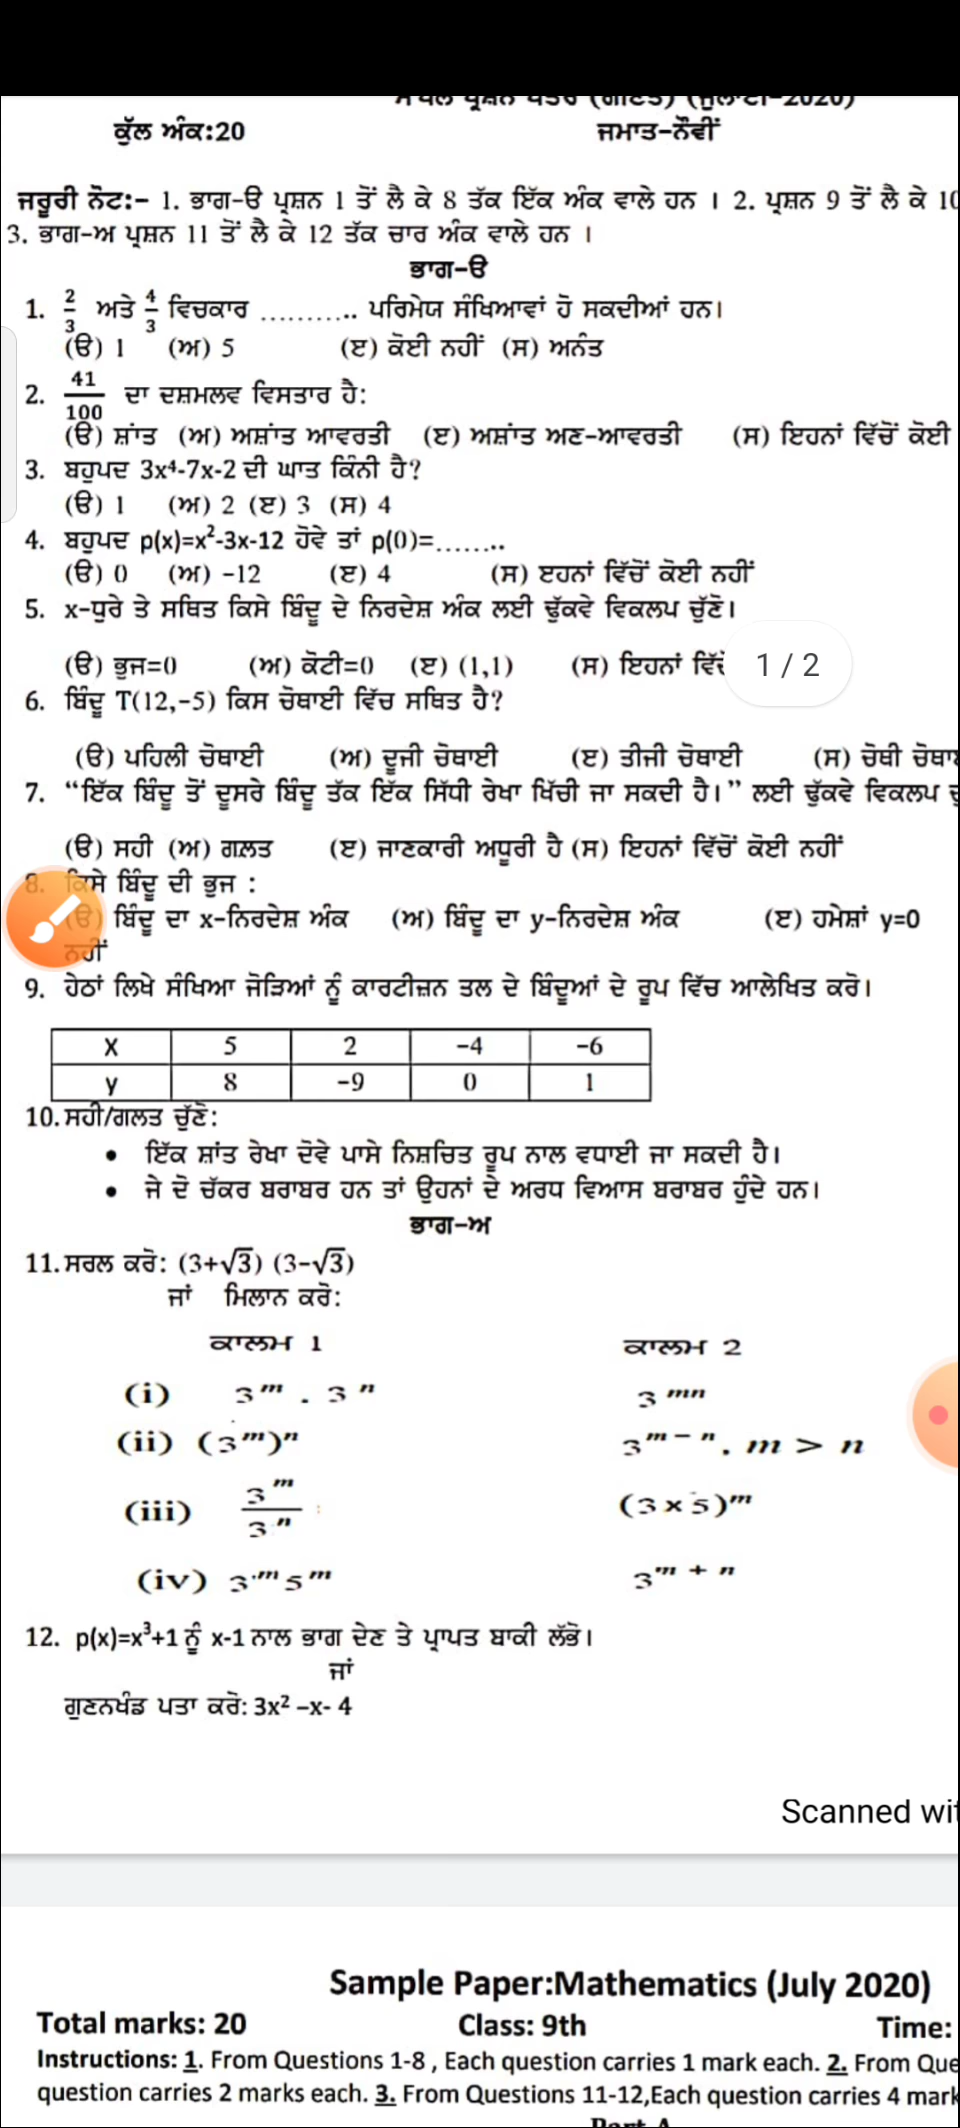 ਕੁੱਲ ਅੰਕ:20 ਜਮਾਤ-ਨੌਵੀਂ
ਜਰੂਰੀ ਨੋਟ:- 1. ਭਾਗ-ੳ ਪ੍ਰਸ਼ਨ 1 ਤੋਂ ਲੈ ਕੇ 8 ਤੱਕ ਇੱਕ ਅੰਕ ਵਾਲੇ ਹਨ । 2. ਪ੍ਰਸ਼ਨ 9 ਤੋਂ ਲੈ ਕੇ 10
3. ਭਾਗ-ਅ ਪ੍ਰਸ਼ਨ 11 ਤੋਂ ਲੈ ਕੇ 12 ਤੱਕ ਚਾਰ ਅੰਕ ਵਾਲੇ ਹਨ ।
ਭਾਗ-ੳ
1. 2/3 ਅਤੇ 4/3 ਵਿਚਕਾਰ ........... ਪਰਿਮੇਯ ਸੰਖਿਆਵਾਂ ਹੋ ਸਕਦੀਆਂ ਹਨ।
(ੳ) 1 (ਅ) 5 (ੲ) ਕੋਈ ਨਹੀਂ (ਸ) ਅਨੰਤ
2. 41/100 ਦਾ ਦਸ਼ਮਲਵ ਵਿਸਤਾਰ ਹੈ:
(ੳ) ਸ਼ਾਂਤ (ਅ) ਅਸ਼ਾਂਤ ਆਵਰਤੀ (ੲ) ਅਸ਼ਾਂਤ ਅਣ-ਆਵਰਤੀ (ਸ) ਇਹਨਾਂ ਵਿੱਚੋਂ ਕੋਈ
3. ਬਹੁਪਦ 3x⁴-7x-2 ਦੀ ਘਾਤ ਕਿੰਨੀ ਹੈ?
(ੳ) 1 (ਅ) 2 (ੲ) 3 (ਸ) 4
4. ਬਹੁਪਦ p(x)=x²-3x-12 ਹੋਵੇ ਤਾਂ p(0)=........
(ੳ) 0 (ਅ) -12 (ੲ) 4 (ਸ) ੲਹਨਾਂ ਵਿੱਚੋਂ ਕੋਈ ਨਹੀਂ
5. x-ਧੁਰੇ ਤੇ ਸਥਿਤ ਕਿਸੇ ਬਿੰਦੂ ਦੇ ਨਿਰਦੇਸ਼ ਅੰਕ ਲਈ ਢੁੱਕਵੇ ਵਿਕਲਪ ਚੁੱਣੋ।
(ੳ) ਭੁਜ=0 (ਅ) ਕੋਟੀ=0 (ੲ) (1,1) (ਸ) ਇਹਨਾਂ 1 / 2
6. ਬਿੰਦੂ T(12,-5) ਕਿਸ ਚੋਥਾਈ ਵਿੱਚ ਸਥਿਤ ਹੈ?
(ੳ) ਪਹਿਲੀ ਚੋਥਾਈ (ਅ) ਦੂਜੀ ਚੋਥਾਈ (ੲ) ਤੀਜੀ ਚੋਥਾਈ (ਸ) ਚੋਥੀ
7. “ਇੱਕ ਬਿੰਦੂ ਤੋਂ ਦੂਸਰੇ ਬਿੰਦੂ ਤੱਕ ਇੱਕ ਸਿੱਧੀ ਰੇਖਾ ਖਿੱਚੀ ਜਾ ਸਕਦੀ ਹੈ।” ਲਈ ਢੁੱਕਵੇ ਵਿਕਲਪ
(ੳ) ਸਹੀ (ਅ) ਗਲਤ (ੲ) ਜਾਣਕਾਰੀ ਅਧੂਰੀ ਹੈ (ਸ) ਇਹਨਾਂ ਵਿੱਚੋਂ ਕੋਈ ਨਹੀਂ
8. ਕਿਸੇ ਬਿੰਦੂ ਦੀ ਭੁਜ :
(ੳ) ਬਿੰਦੂ ਦਾ x-ਨਿਰਦੇਸ਼ ਅੰਕ (ਅ) ਬਿੰਦੂ ਦਾ y-ਨਿਰਦੇਸ਼ ਅੰਕ (ੲ) ਹਮੇਸ਼ਾਂ y=0
ਨਹੀਂ
9. ਹੇਠਾਂ ਲਿਖੇ ਸੰਖਿਆ ਜੋੜਿਆਂ ਨੂੰ ਕਾਰਟੀਜ਼ਨ ਤਲ ਦੇ ਬਿੰਦੂਆਂ ਦੇ ਰੂਪ ਵਿੱਚ ਆਲੇਖਿਤ ਕਰੋ।
X 5 2 -4 -6
y 8 -9 0 1
10. ਸਹੀ/ਗਲਤ ਚੁੱਣੋ:
• ਇੱਕ ਸ਼ਾਂਤ ਰੇਖਾ ਦੋਵੇ ਪਾਸੇ ਨਿਸ਼ਚਿਤ ਰੂਪ ਨਾਲ ਵਧਾਈ ਜਾ ਸਕਦੀ ਹੈ।
• ਜੇ ਦੋ ਚੱਕਰ ਬਰਾਬਰ ਹਨ ਤਾਂ ਉਹਨਾਂ ਦੇ ਅਰਧ ਵਿਆਸ ਬਰਾਬਰ ਹੁੰਦੇ ਹਨ।
ਭਾਗ-ਅ
11. ਸਰਲ ਕਰੋ: (3+√3) (3-√3)
ਜਾਂ ਮਿਲਾਨ ਕਰੋ:
ਕਾਲਮ 1 ਕਾਲਮ 2
(i) 3ᵐ . 3ⁿ 3ᵐⁿ
(ii) (3ᵐ)ⁿ 3ᵐ⁻ⁿ. m > n
(iii) 3ᵐ/3ⁿ (3 × 5)ᵐ
(iv) 3ᵐ5ᵐ 3ᵐ⁺ⁿ
12. p(x)=x³+1 ਨੂੰ x-1 ਨਾਲ ਭਾਗ ਦੇਣ ਤੇ ਪ੍ਰਾਪਤ ਬਾਕੀ ਲੱਭੋ।
ਜਾਂ
ਗੁਣਨਖੰਡ ਪਤਾ ਕਰੋ: 3x² –x- 4
Scanned
Sample Paper:Mathematics (July 2020)
Total marks: 20 Class: 9th Time:
Instructions: 1. From Questions 1-8 , Each question carries 1 mark each. 2. From
question carries 2 marks each. 3. From Questions 11-12,Each question carries 4